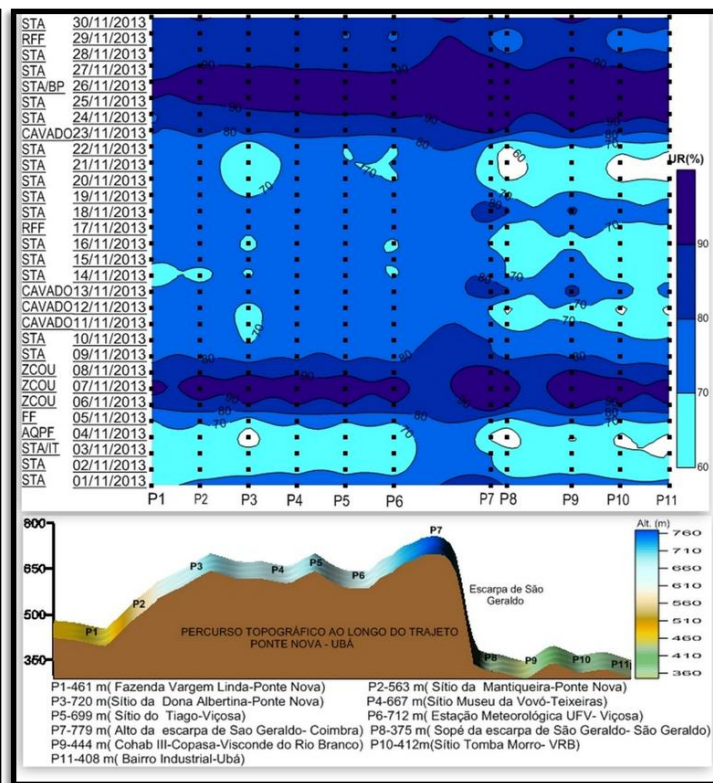 STA 30/11/2013
RFF 29/11/2013
STA 28/11/2013
STA 27/11/2013
STA/BP 26/11/2013
STA 25/11/2013
STA 24/11/2013
CAVADO 23/11/2013
STA 22/11/2013
STA 21/11/2013
STA 20/11/2013
STA 19/11/2013
STA 18/11/2013
RFF 17/11/2013
STA 16/11/2013
STA 15/11/2013
STA 14/11/2013
CAVADO 13/11/2013
CAVADO 12/11/2013
CAVADO 11/11/2013
STA 10/11/2013
STA 09/11/2013
ZCOU 08/11/2013
ZCOU 07/11/2013
ZCOU 06/11/2013
FF 05/11/2013
AQPF 04/11/2013
STA/IT 03/11/2013
STA 02/11/2013
STA 01/11/2013
P1 P2 P3 P4 P5 P6 P7 P8 P9 P10 P11
UR(%)
90
80
70
60
800
650
500
350
P1 P2 P3 P4 P5 P6 P7 P8 P9 P10 P11
Escarpa de São
Geraldo
PERCURSO TOPOGRÁFICO AO LONGO DO TRAJETO
PONTE NOVA - UBÁ
Alt. (m)
760
710
660
610
560
510
460
410
360
P1-461 m( Fazenda Vargem Linda-Ponte Nova) P2-563 m( Sítio da Mantiqueira-Ponte Nova)
P3-720 m( Sítio da Dona Albertina-Ponte Nova) P4-667 m(Sítio Museu da Vovó-Teixeiras)
P5-699 m( Sítio do Tiago-Viçosa) P6-712 m( Estação Meteorológica UFV- Viçosa)
P7-779 m( Alto da escarpa de Sao Geraldo- Coimbra) P8-375 m( Sopé da escarpa de São Geraldo- São Geraldo)
P9-444 m( Cohab III-Copasa-Visconde do Rio Branco) P10-412m(Sítio Tomba Morro- VRB)
P11-408 m( Bairro Industrial-Ubá)